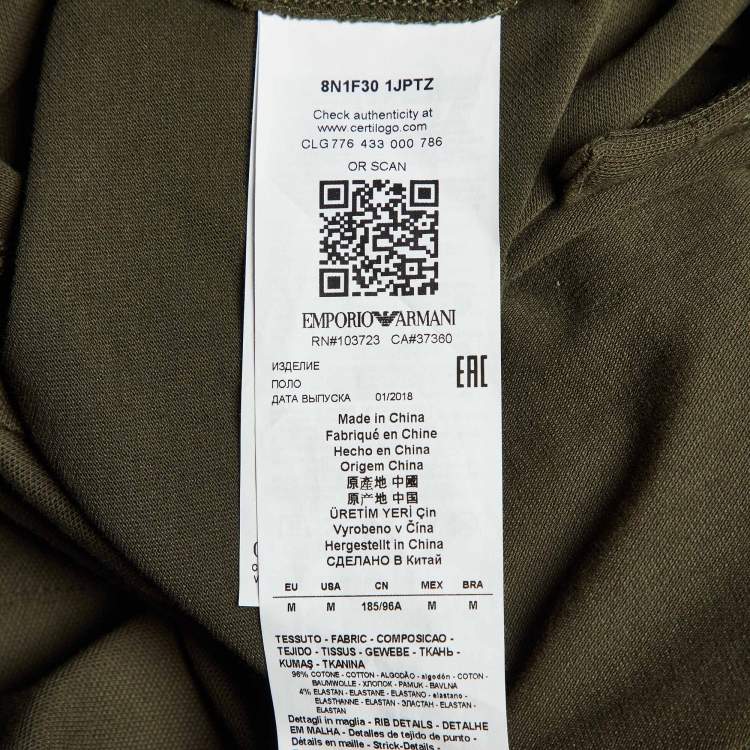 8N1F30 1JPTZ
Check authenticity at
www.certilogo.com
CLG776 433 000 786
OR SCAN
EMPORIO ARMANI
RN#103723 CA#37360
ИЗДЕЛИЕ
ПОЛО
ДАТА ВЫПУСКА 01/2018
EAC
Made in China
Fabriqué en Chine
Hecho en China
Origem China
原產地 中國
原产地 中国
ÜRETİM YERİ Çin
Vyrobeno v Čína
Hergestellt in China
СДЕЛАНО В Китай
EU USA CN MEX BRA
M M 185/96A M M
TESSUTO - FABRIC - COMPOSICAO -
TEJIDO - TISSUS - GEWEBE - ТКАНЬ -
KUMAŞ - TKANINA
96% COTONE - COTTON - ALGODÃO - algodón - COTON -
BAUMWOLLE - ХЛОПОК - PAMUK - BAVLNA
4% ELASTAN - ELASTANE - ELASTANO - elastano -
ELASTHANNE - ELASTAN - ЭЛАСТАН - ELASTAN -
ELASTAN
Dettagli in maglia - RIB DETAILS - DETALHE
EM MALHA - Detalles de tejido de punto -
Détails en maille - Strick-Details -